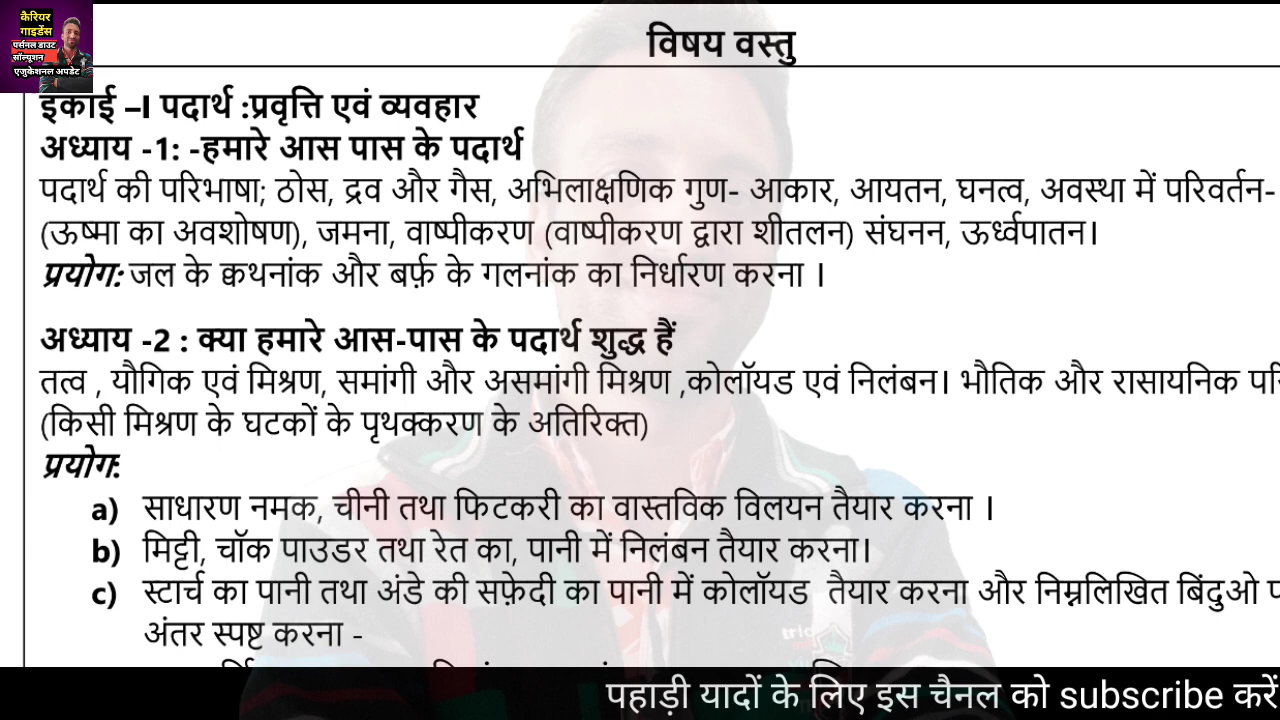 कैरियर
गाइडेंस
पर्सनल डाउट
सॉल्यूशन
एजुकेशनल अपडेट
विषय वस्तु
इकाई –I पदार्थ :प्रवृत्ति एवं व्यवहार
अध्याय -1: -हमारे आस पास के पदार्थ
पदार्थ की परिभाषा; ठोस, द्रव और गैस, अभिलाक्षणिक गुण- आकार, आयतन, घनत्व, अवस्था में परिवर्तन-
(ऊष्मा का अवशोषण), जमना, वाष्पीकरण (वाष्पीकरण द्वारा शीतलन) संघनन, ऊर्ध्वपातन।
प्रयोग: जल के क्वथनांक और बर्फ़ के गलनांक का निर्धारण करना ।
अध्याय -2 : क्या हमारे आस-पास के पदार्थ शुद्ध हैं
तत्व , यौगिक एवं मिश्रण, समांगी और असमांगी मिश्रण ,कोलॉयड एवं निलंबन। भौतिक और रासायनिक
(किसी मिश्रण के घटकों के पृथक्करण के अतिरिक्त)
प्रयोग:
a) साधारण नमक, चीनी तथा फिटकरी का वास्तविक विलयन तैयार करना ।
b) मिट्टी, चॉक पाउडर तथा रेत का, पानी में निलंबन तैयार करना।
c) स्टार्च का पानी तथा अंडे की सफ़ेदी का पानी में कोलॉयड तैयार करना और निम्नलिखित बिंदुओ
अंतर स्पष्ट करना -
पहाड़ी यादों के लिए इस चैनल को subscribe करें